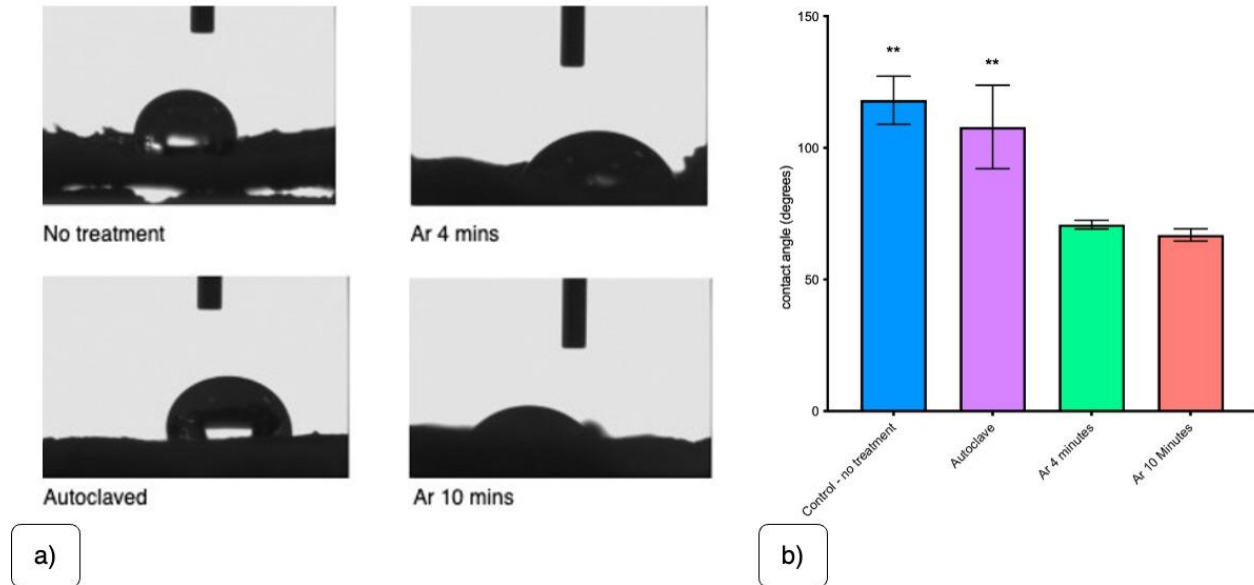 No treatment
Ar 4 mins
Autoclaved
Ar 10 mins
a)
150
100
50
0
contact angle (degrees)
**
**
Control - no treatment
Autoclave
Ar 4 minutes
Ar 10 Minutes
b)